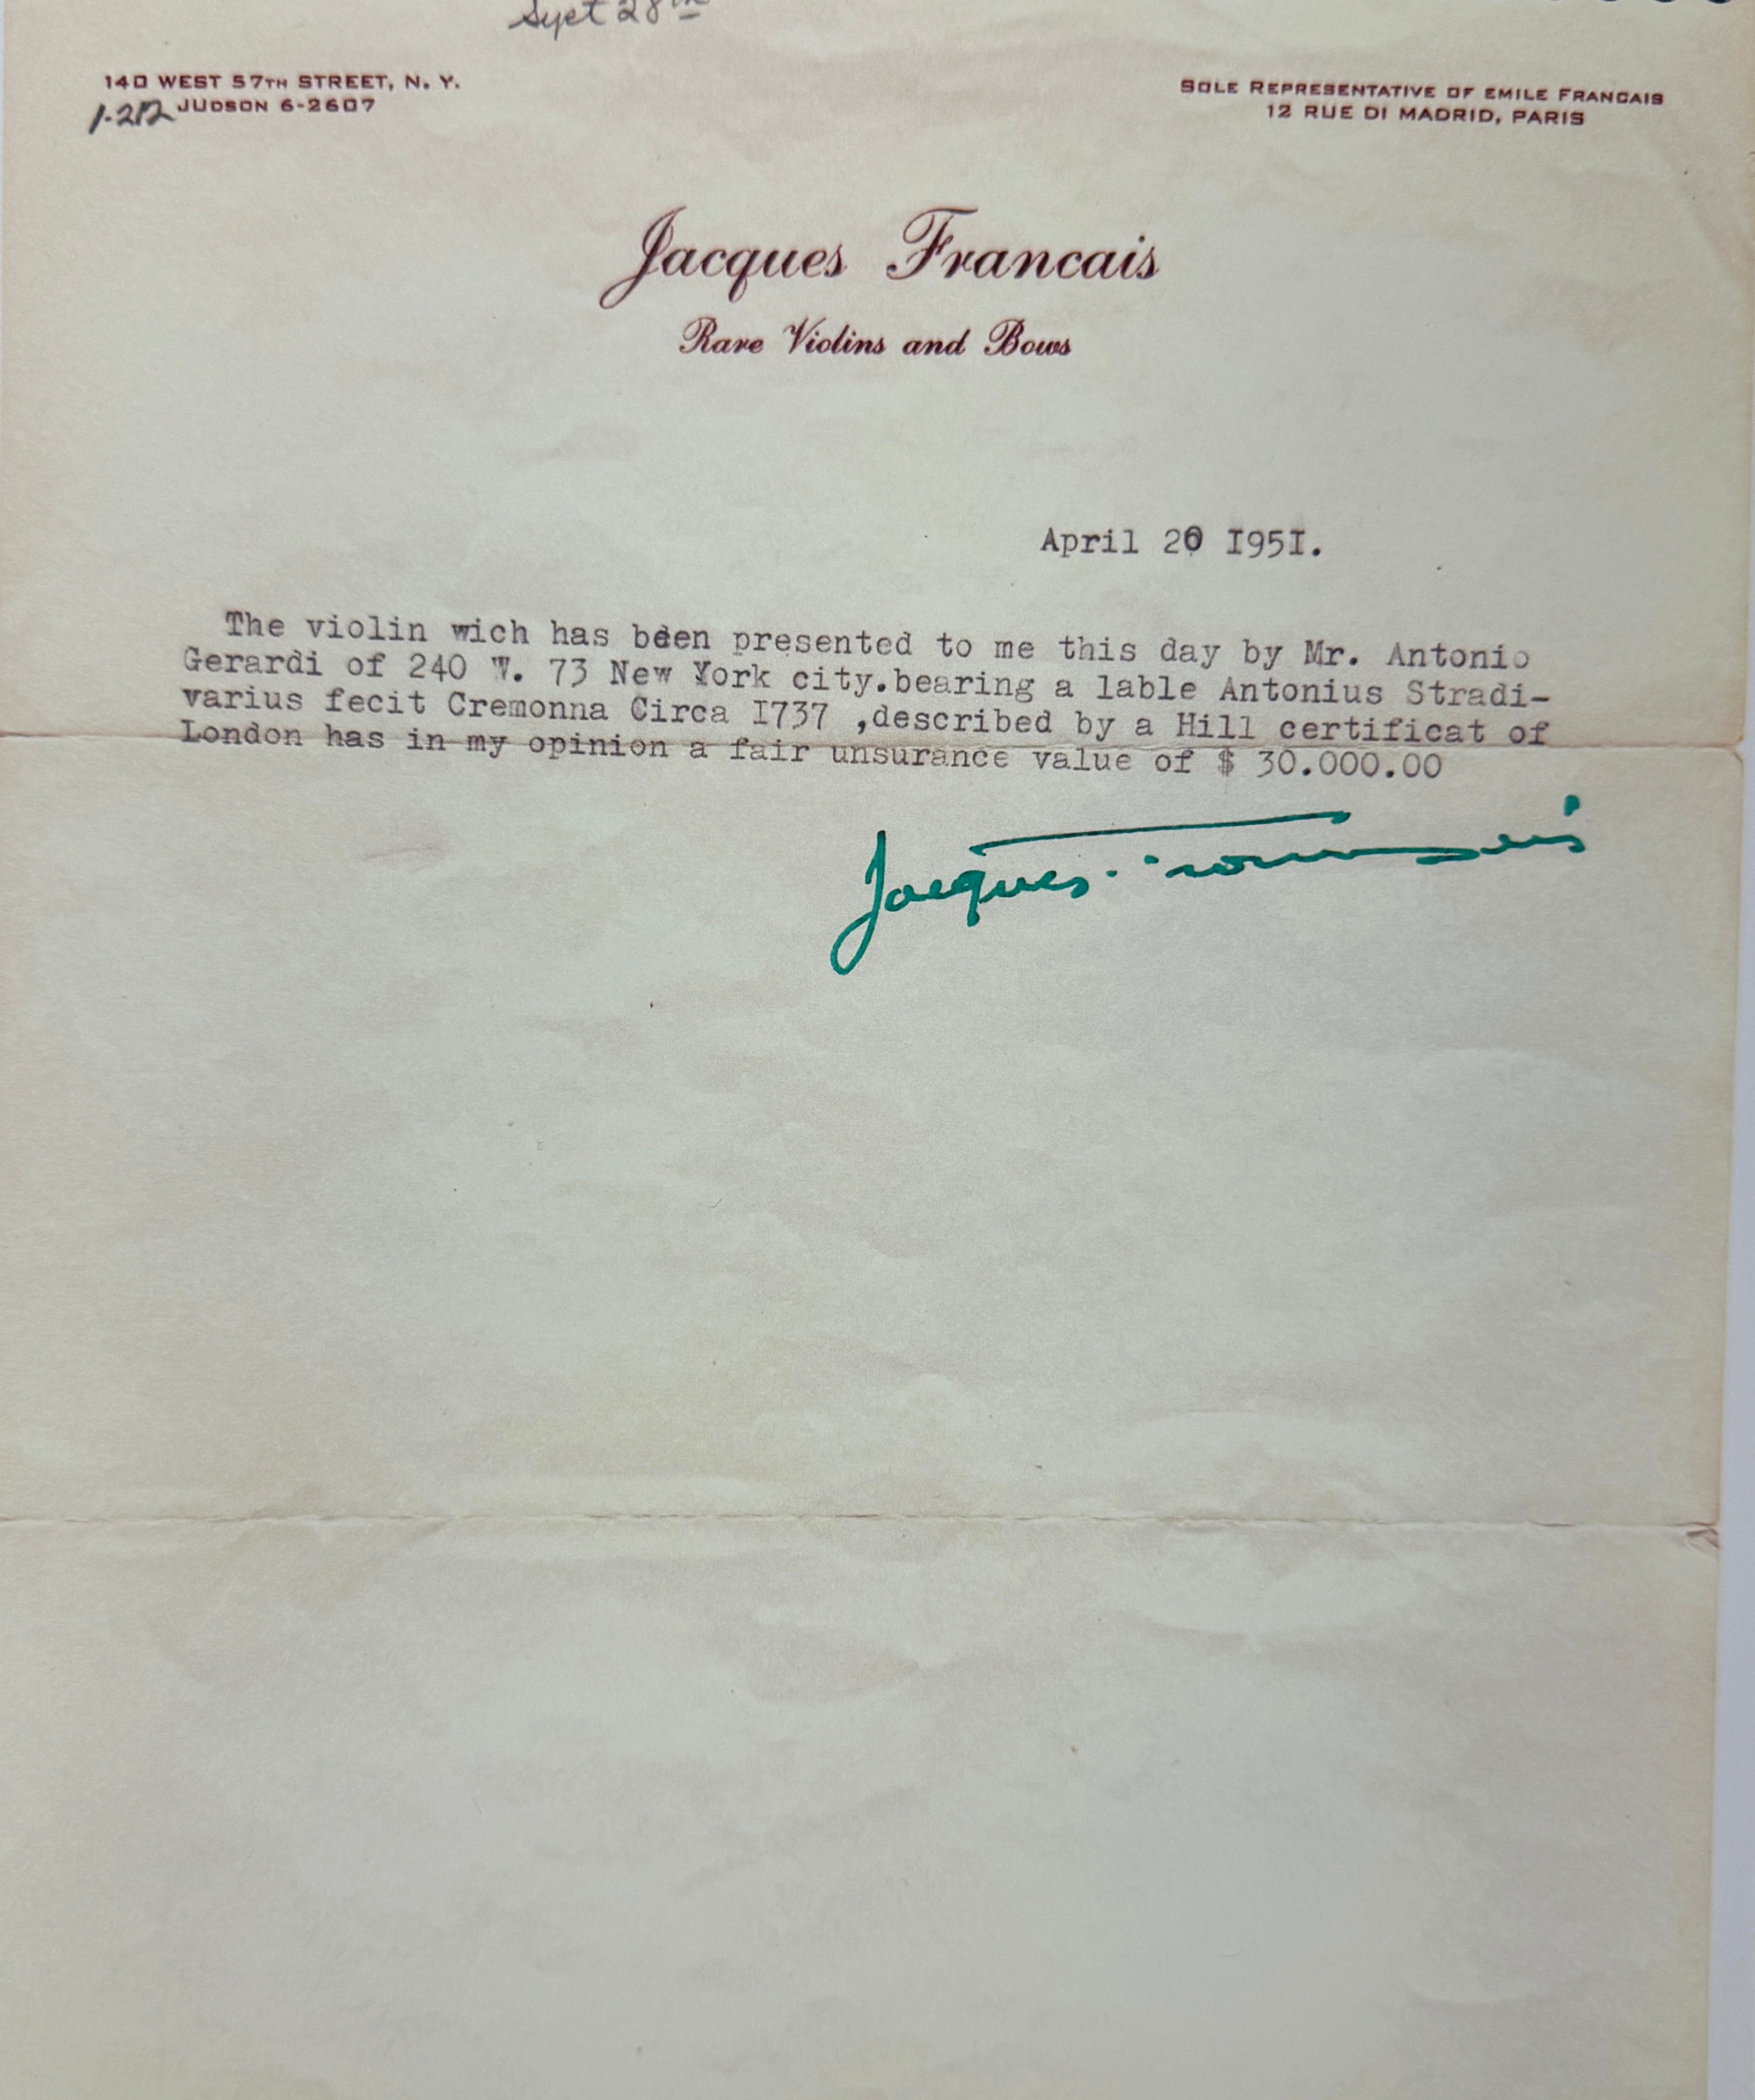 Sept 28th
140 WEST 57TH STREET, N. Y.
1-212 JUDSON 6-2607
SOLE REPRESENTATIVE OF EMILE FRANCAIS
12 RUE DI MADRID, PARIS
Jacques Francais
Rare Violins and Bows
April 20 I95I.
The violin wich has been presented to me this day by Mr. Antonio
Gerardi of 240 W. 73 New York city.bearing a lable Antonius Stradi-
varius fecit Cremonna Circa I737 ,described by a Hill certificat of
London has in my opinion a fair unsurance value of $ 30.000.00
Jacques Francais